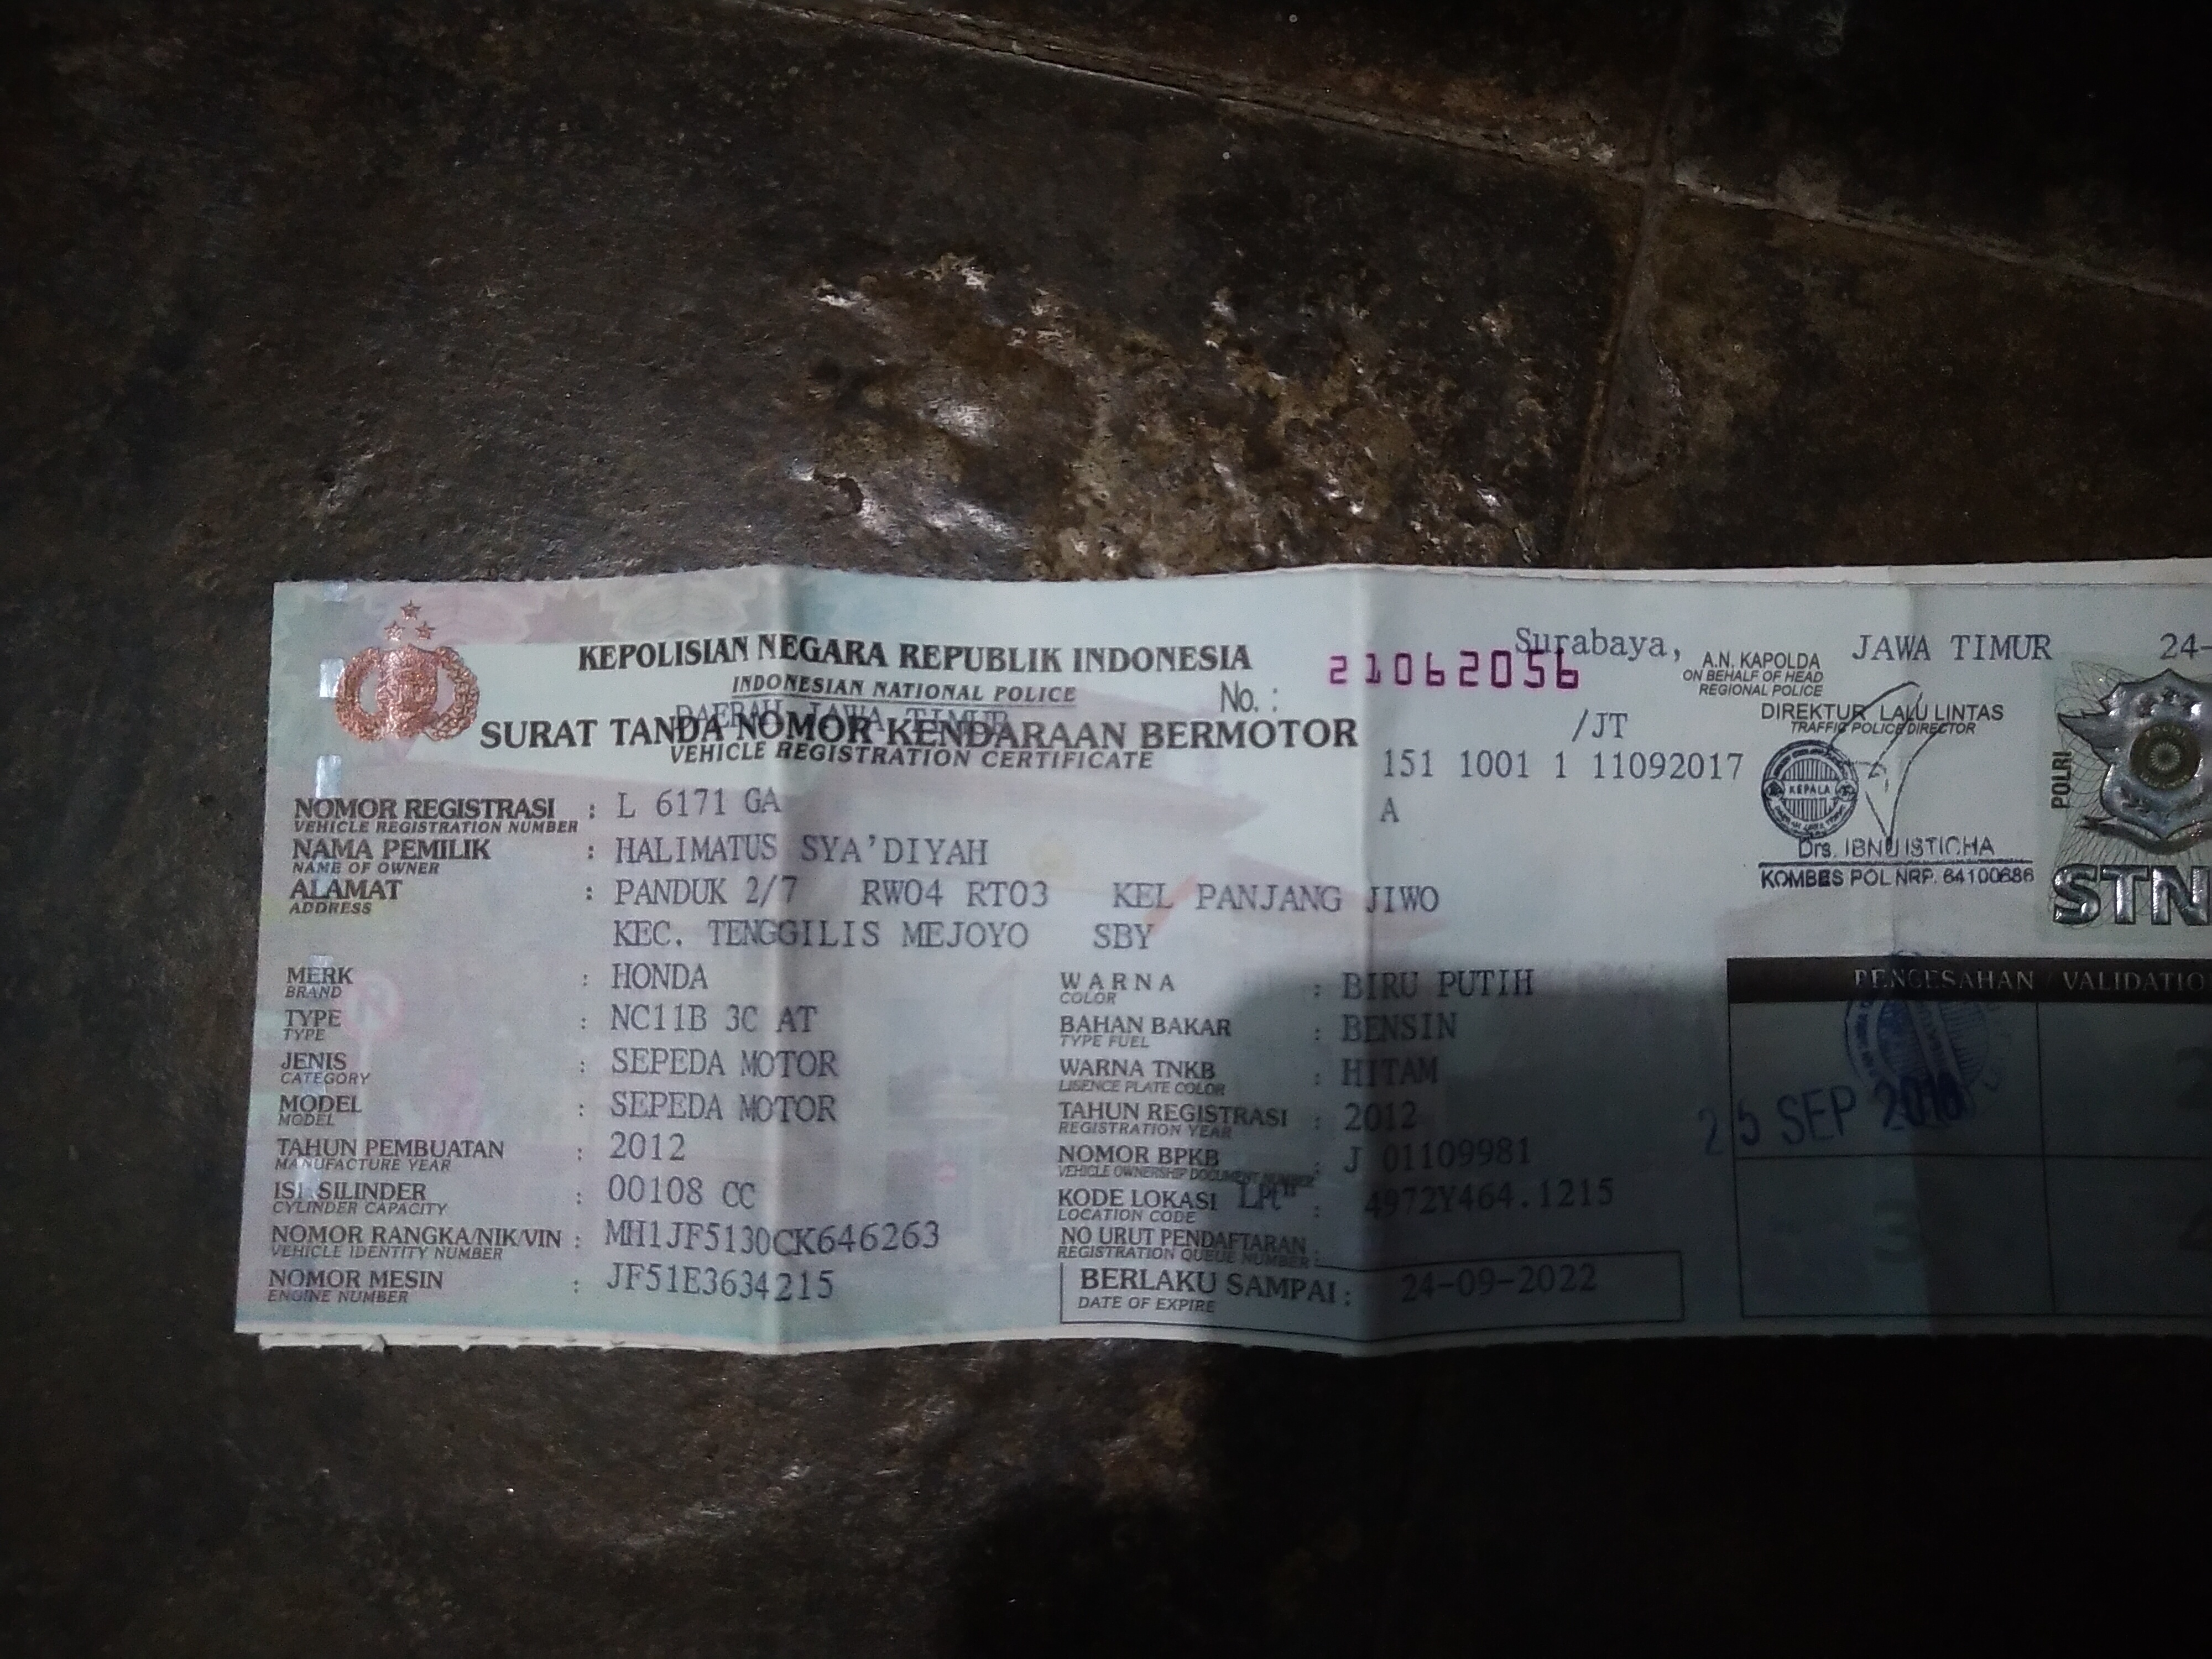 KEPOLISIAN NEGARA REPUBLIK INDONESIA
INDONESIAN NATIONAL POLICE
DAERAH JAWA TIMUR
SURAT TANDA NOMOR KENDARAAN BERMOTOR
VEHICLE REGISTRATION CERTIFICATE
No. : 21062056
/JT
151 1001 1 11092017
A
Surabaya, JAWA TIMUR 24-
A.N. KAPOLDA
ON BEHALF OF HEAD
REGIONAL POLICE
DIREKTUR LALU LINTAS
TRAFFIC POLICE DIRECTOR
KEPALA
Drs. IBNU ISTICHA
KOMBES POL NRP. 64100686
POLRI
STN
NOMOR REGISTRASI : L 6171 GA
VEHICLE REGISTRATION NUMBER
NAMA PEMILIK : HALIMATUS SYA'DIYAH
NAME OF OWNER
ALAMAT : PANDUK 2/7 RW04 RT03 KEL PANJANG JIWO
ADDRESS
KEC. TENGGILIS MEJOYO SBY
MERK : HONDA
BRAND
TYPE : NC11B 3C AT
TYPE
JENIS : SEPEDA MOTOR
CATEGORY
MODEL : SEPEDA MOTOR
MODEL
TAHUN PEMBUATAN : 2012
MANUFACTURE YEAR
ISI SILINDER : 00108 CC
CYLINDER CAPACITY
NOMOR RANGKA/NIK/VIN : MH1JF5130CK646263
VEHICLE IDENTITY NUMBER
NOMOR MESIN : JF51E3634215
ENGINE NUMBER
WARNA : BIRU PUTIH
COLOR
BAHAN BAKAR : BENSIN
TYPE FUEL
WARNA TNKB : HITAM
LISENCE PLATE COLOR
TAHUN REGISTRASI : 2012
REGISTRATION YEAR
NOMOR BPKB : J 01109981
VEHICLE OWNERSHIP DOCUMENT NUMBER
KODE LOKASI : 4972Y464.1215
LOCATION CODE
NO URUT PENDAFTARAN :
REGISTRATION QUEUE NUMBER
BERLAKU SAMPAI : 24-09-2022
DATE OF EXPIRE
PENGESAHAN / VALIDATIO
25 SEP
3